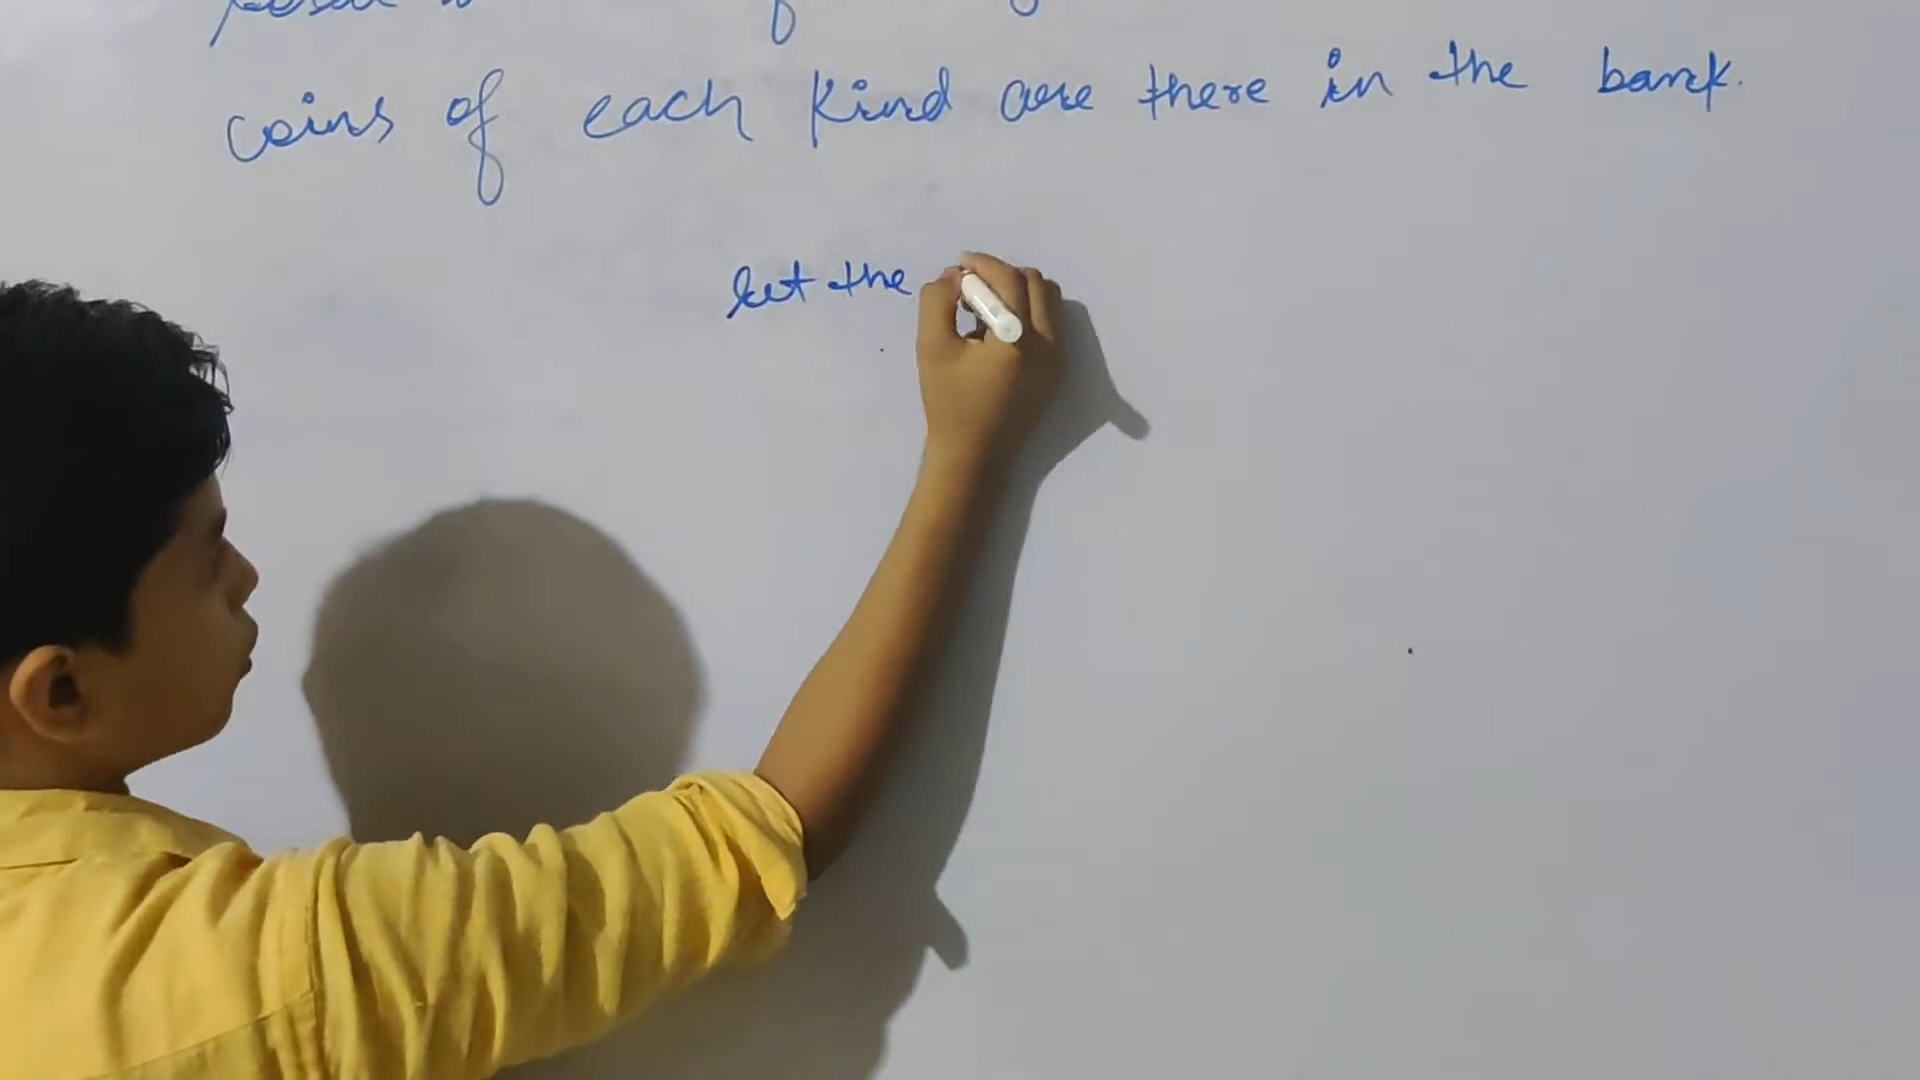 coins of each kind are there in the bank.
let the